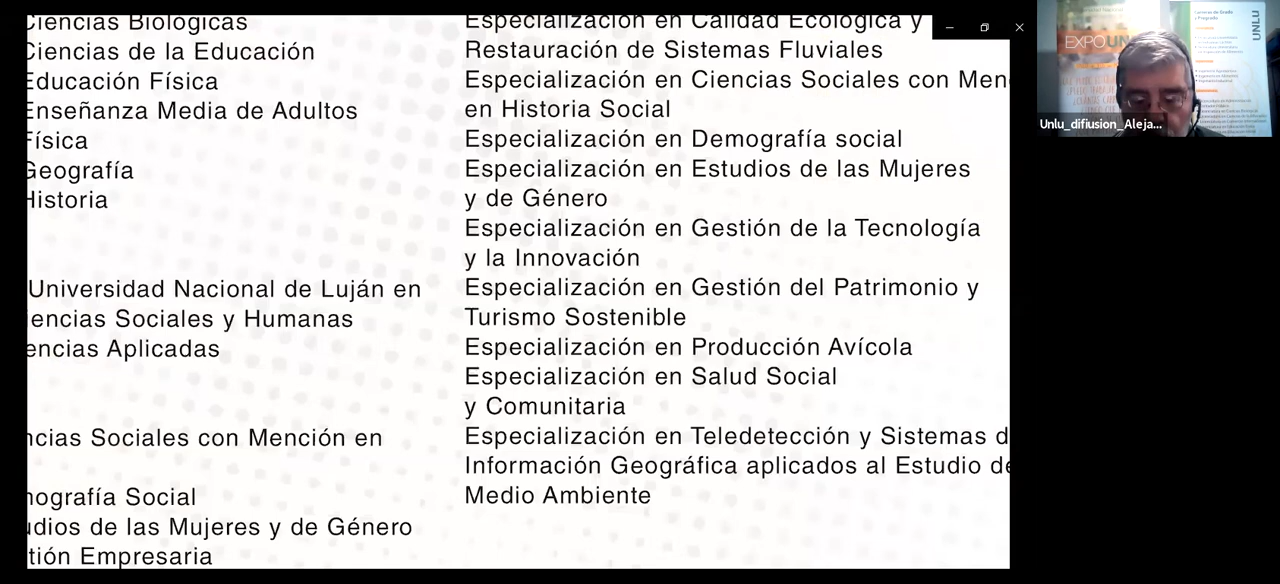 Ciencias Biológicas
Ciencias de la Educación
Educación Física
Enseñanza Media de Adultos
Física
Geografía
Historia
Universidad Nacional de Luján en
iencias Sociales y Humanas
encias Aplicadas
ncias Sociales con Mención en
nografía Social
udios de las Mujeres y de Género
tión Empresaria
Especialización en Calidad Ecológica y
Restauración de Sistemas Fluviales
Especialización en Ciencias Sociales con Men
en Historia Social
Especialización en Demografía social
Especialización en Estudios de las Mujeres
y de Género
Especialización en Gestión de la Tecnología
y la Innovación
Especialización en Gestión del Patrimonio y
Turismo Sostenible
Especialización en Producción Avícola
Especialización en Salud Social
y Comunitaria
Especialización en Teledetección y Sistemas d
Información Geográfica aplicados al Estudio de
Medio Ambiente
EXPOUN
UNLU
Unlu_difiusion_Aleja...